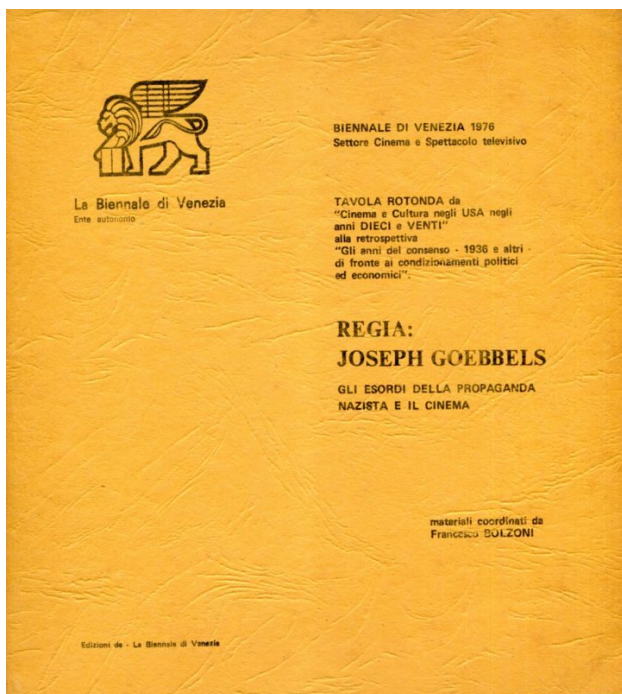 La Biennale di Venezia
Ente autonomo
BIENNALE DI VENEZIA 1976
Settore Cinema e Spettacolo televisivo
TAVOLA ROTONDA da
"Cinema e Cultura negli USA negli
anni DIECI e VENTI"
alla retrospettiva
"Gli anni del consenso - 1936 e altri -
di fronte ai condizionamenti politici
ed economici".
REGIA:
JOSEPH GOEBBELS
GLI ESORDI DELLA PROPAGANDA
NAZISTA E IL CINEMA
materiali coordinati da
Francesco BOLZONI
Edizioni de - La Biennale di Venezia